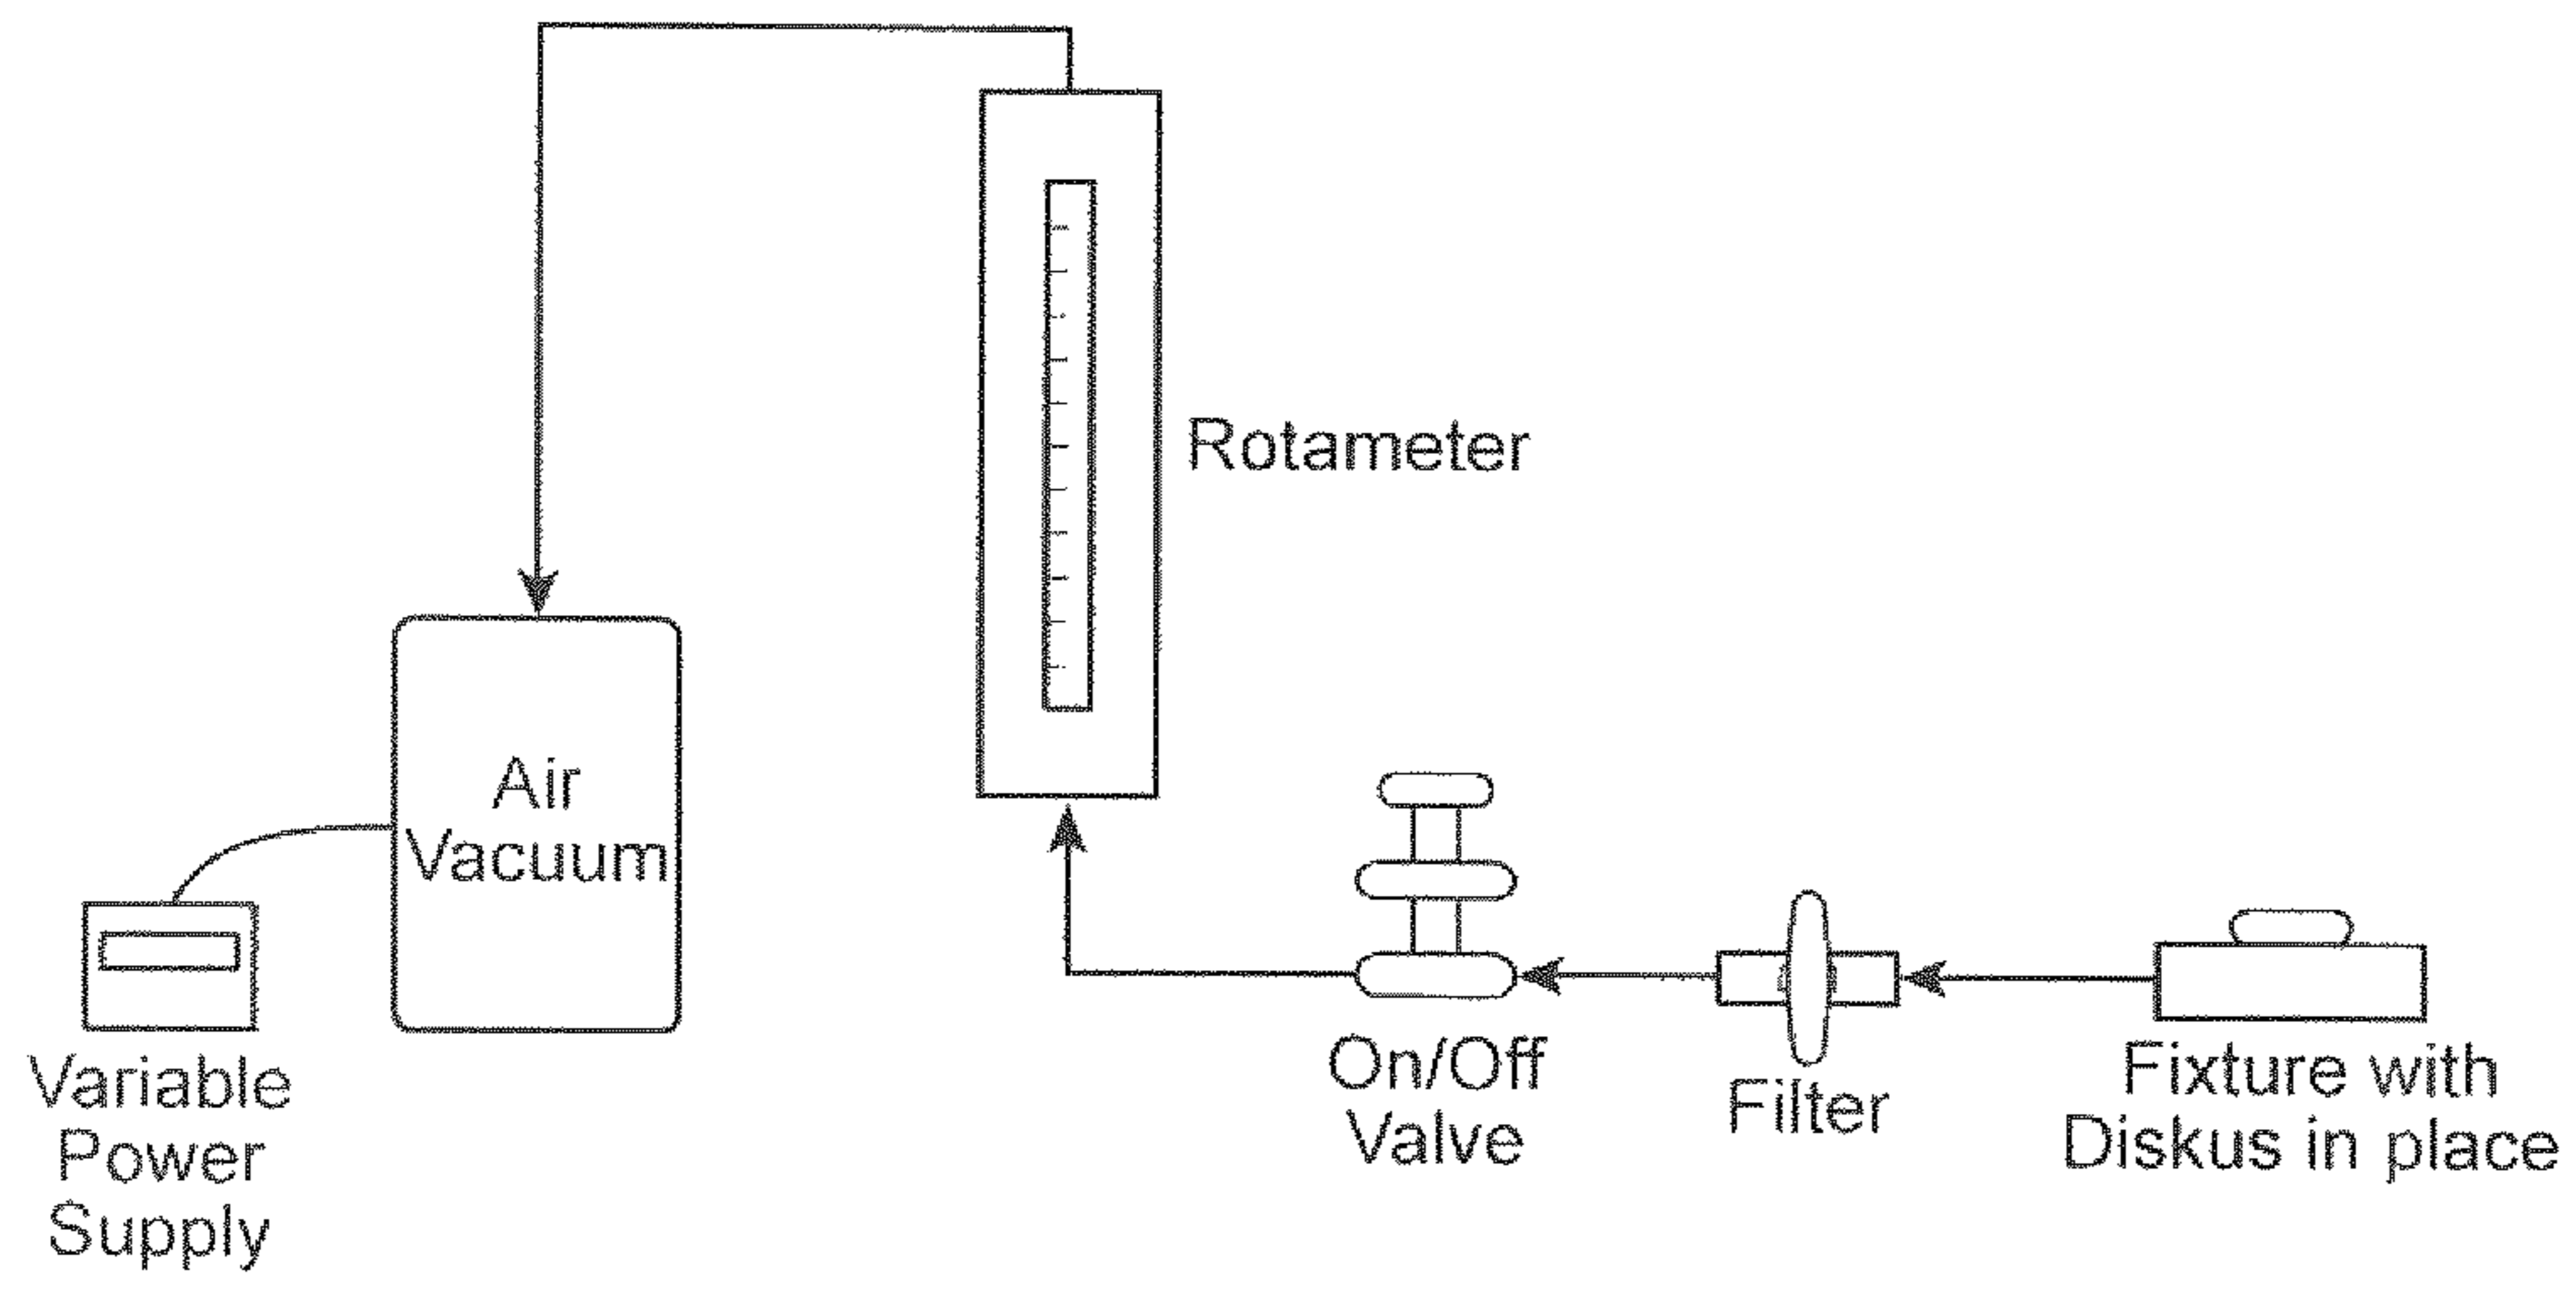 Rotameter
Air
Vacuum
Variable
Power
Supply
On/Off
Valve
Filter
Fixture with
Diskus in place